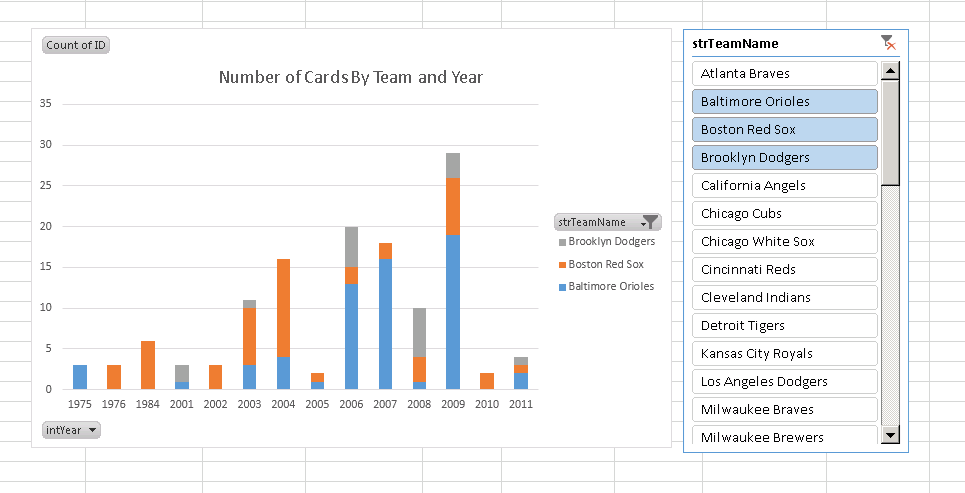 Count of ID
Number of Cards By Team and Year
35
30
25
20
15
10
5
0
1975 1976 1984 2001 2002 2003 2004 2005 2006 2007 2008 2009 2010 2011
intYear
strTeamName
Brooklyn Dodgers
Boston Red Sox
Baltimore Orioles
strTeamName
Atlanta Braves
Baltimore Orioles
Boston Red Sox
Brooklyn Dodgers
California Angels
Chicago Cubs
Chicago White Sox
Cincinnati Reds
Cleveland Indians
Detroit Tigers
Kansas City Royals
Los Angeles Dodgers
Milwaukee Braves
Milwaukee Brewers